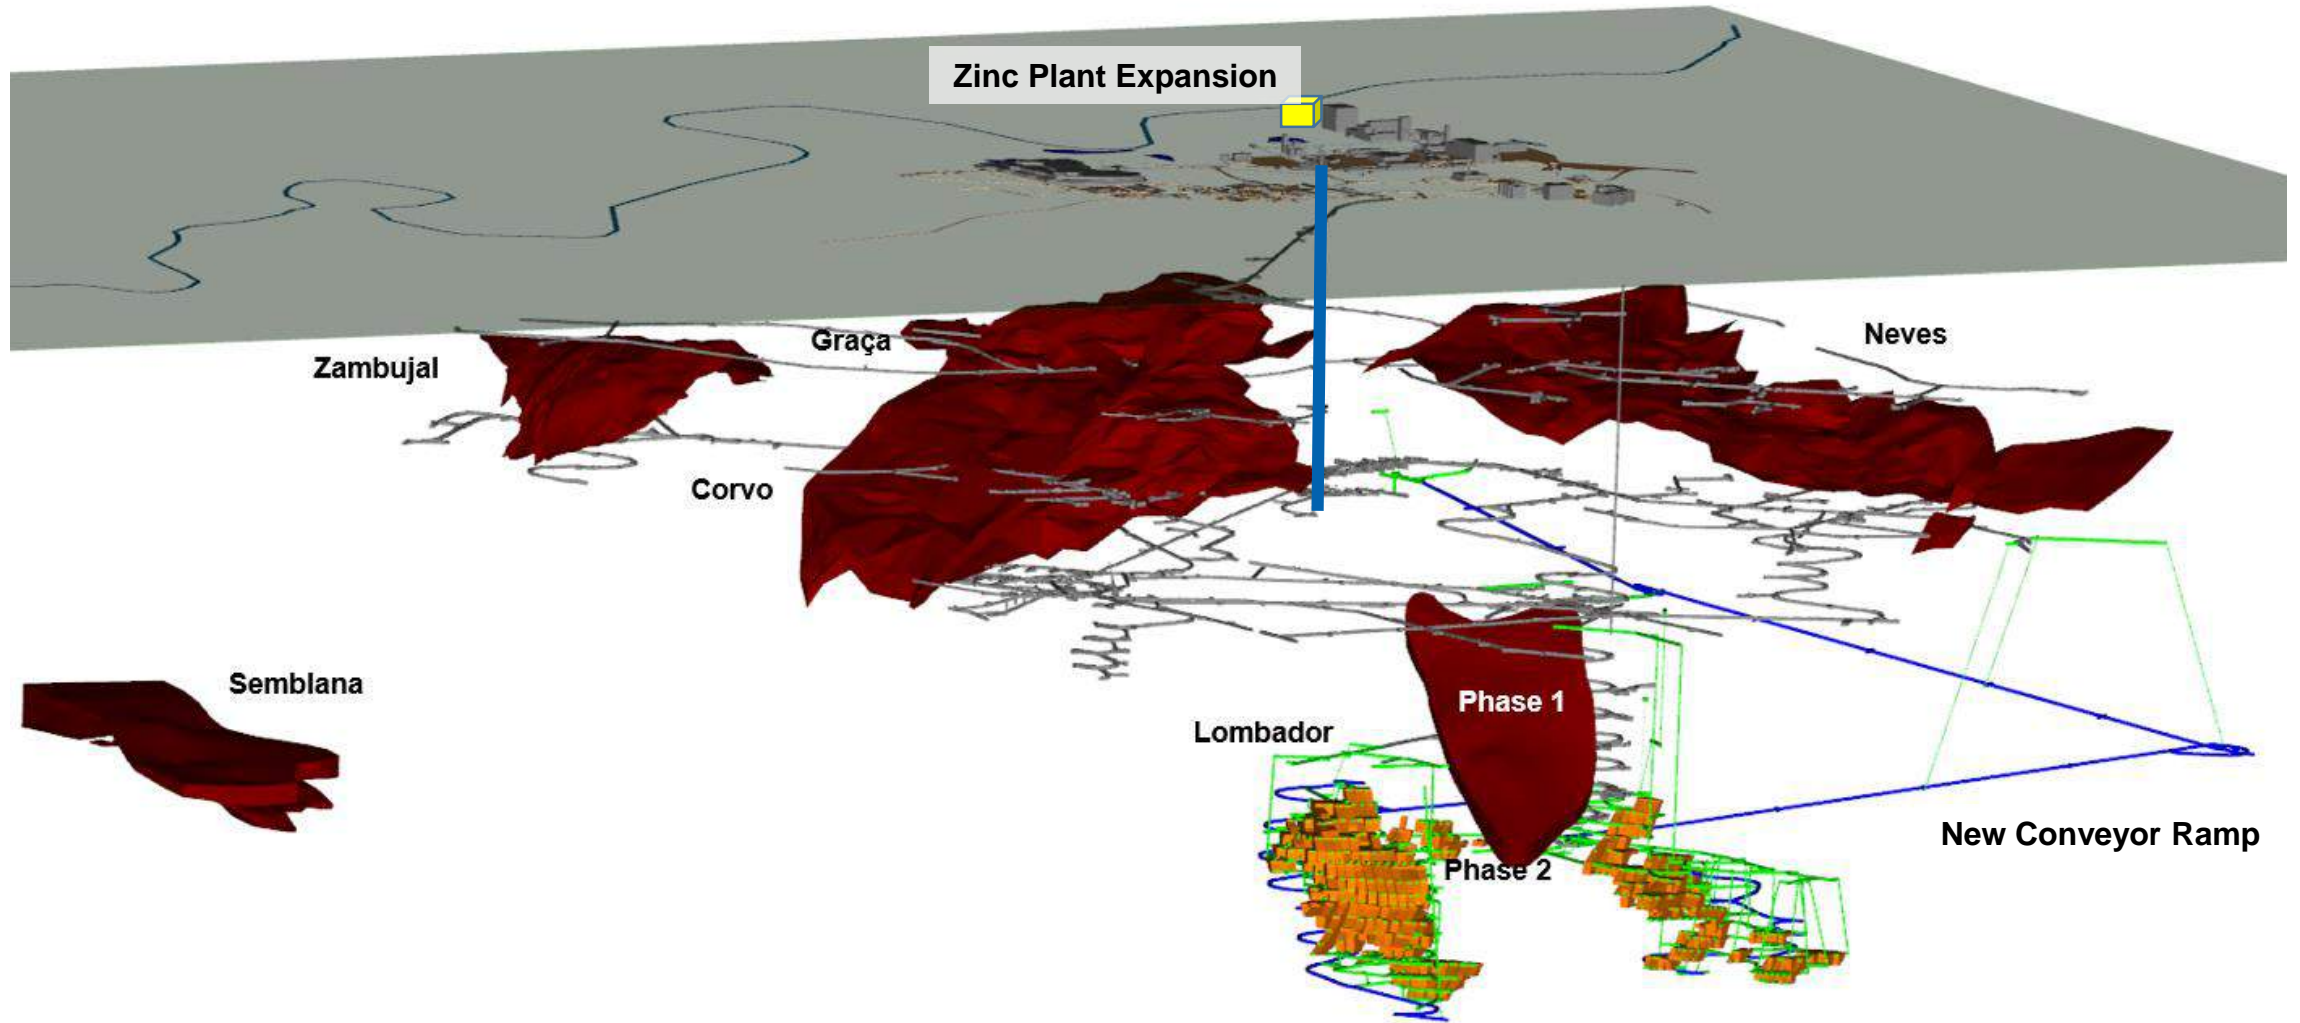 Zinc Plant Expansion
Graça
Neves
Zambujal
Corvo
Semblana
Phase 1
Lombador
New Conveyor Ramp
Phase 2